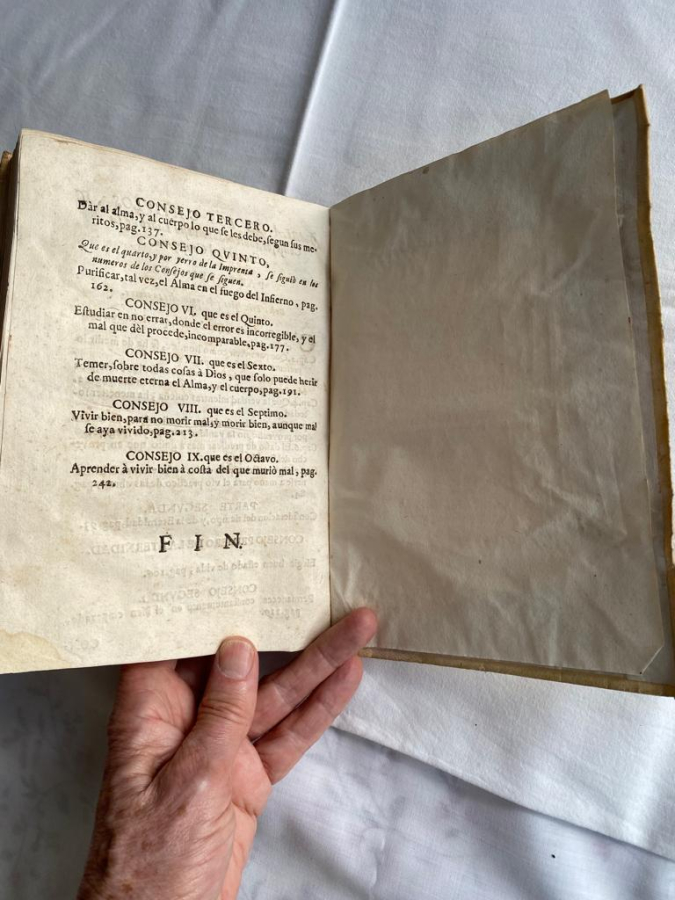 CONSEJO TERCERO.
Dàr al alma, y al cuerpo lo que se les debe, segun sus me-
ritos, pag. 137.
CONSEJO QVINTO,
Que es el quarto, y por yerro de la Imprenta, se siguiò en los
numeros de los Consejos que se siguen.
Purificar, tal vez, el Alma en el fuego del Infierno, pag.
162.
CONSEJO VI. que es el Quinto.
Estudiar en no errar, donde el error es incorregible, y el
mal que dèl procede, incomparable, pag. 177.
CONSEJO VII. que es el Sexto.
Temer, sobre todas cosas à Dios, que solo puede herir
de muerte eterna el Alma, y el cuerpo, pag. 191.
CONSEJO VIII. que es el Septimo.
Vivir bien, para no morir mal, y morir bien, aunque mal
se aya vivido, pag. 213.
CONSEJO IX. que es el Octavo.
Aprender à vivir bien à costa del que muriò mal, pag.
242.
FIN.